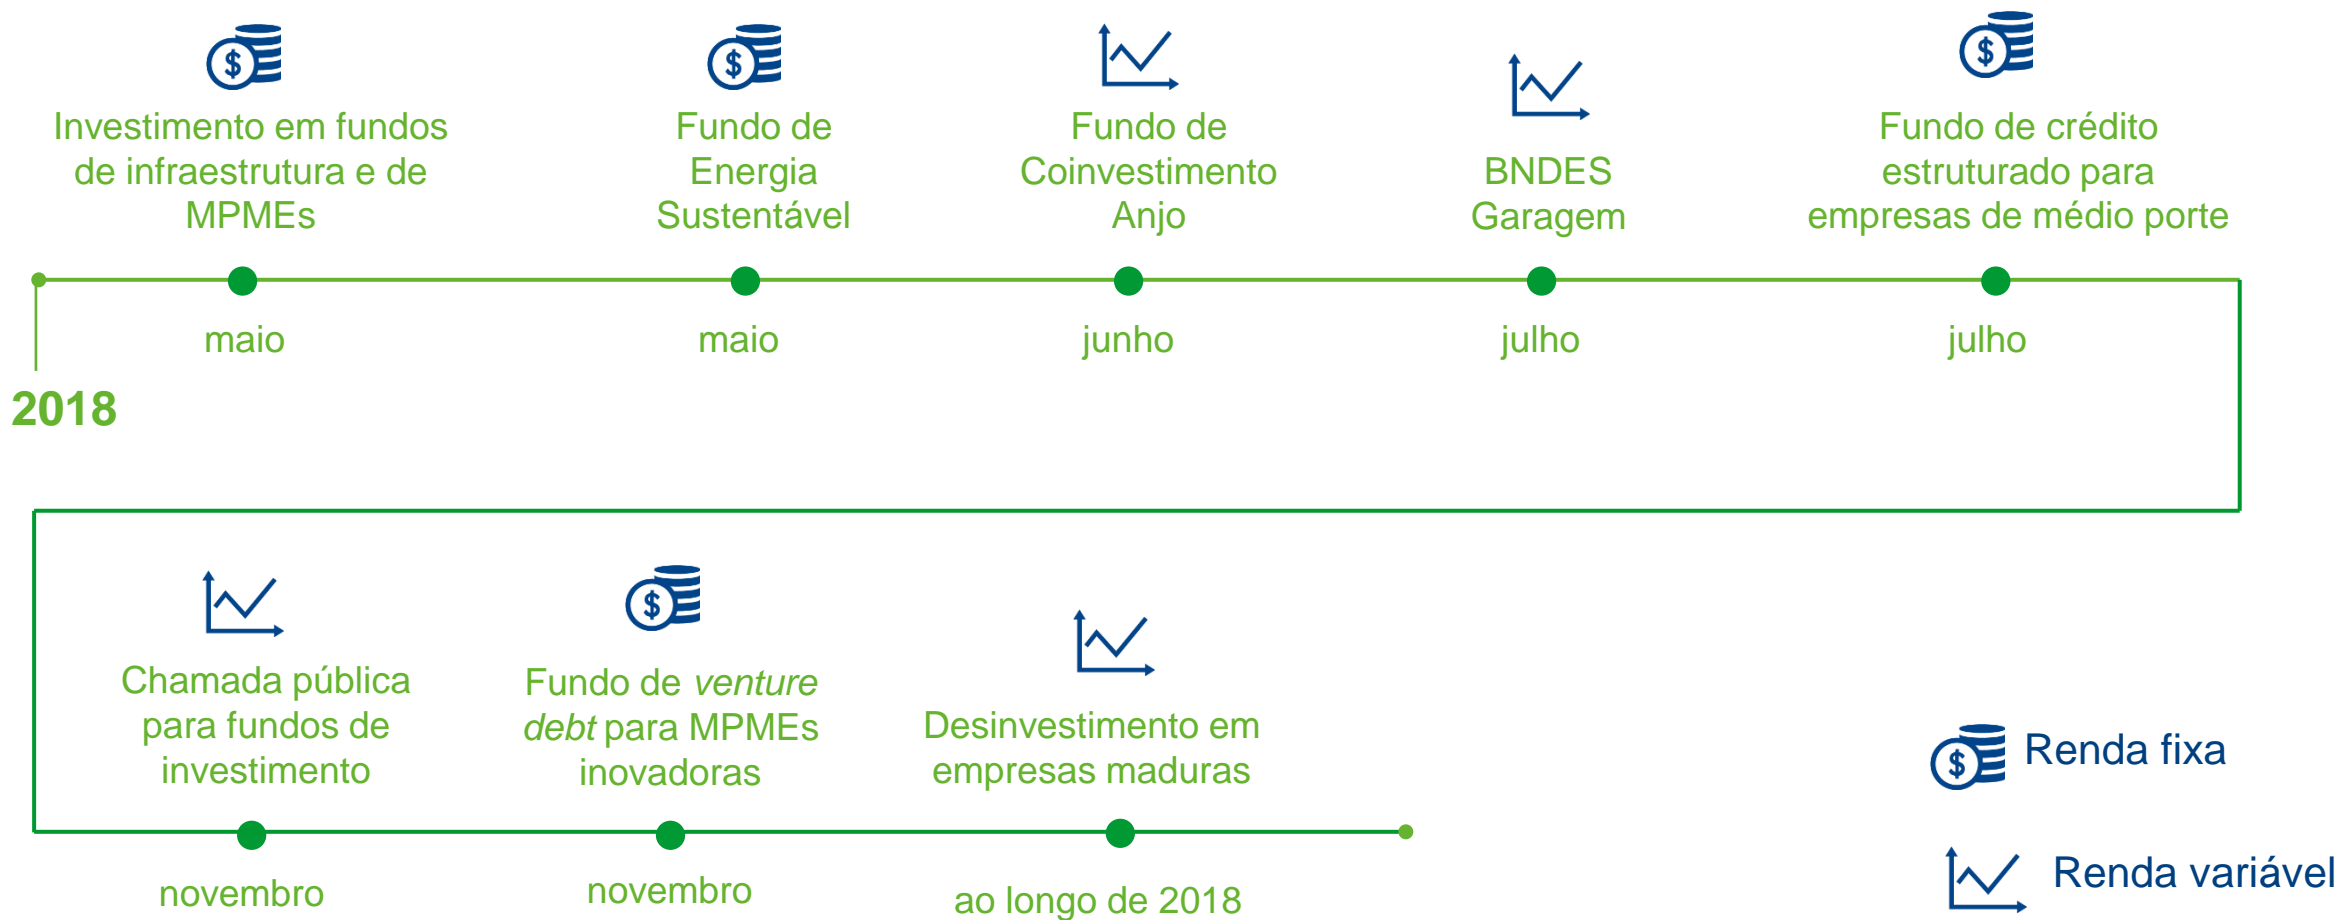 Investimento em fundos
de infraestrutura e de
MPMEs
maio
Fundo de
Energia
Sustentável
maio
Fundo de
Coinvestimento
Anjo
junho
BNDES
Garagem
julho
Fundo de crédito
estruturado para
empresas de médio porte
julho
2018
Chamada pública
para fundos de
investimento
novembro
Fundo de venture
debt para MPMEs
inovadoras
novembro
Desinvestimento em
empresas maduras
ao longo de 2018
$ Renda fixa
Renda variável